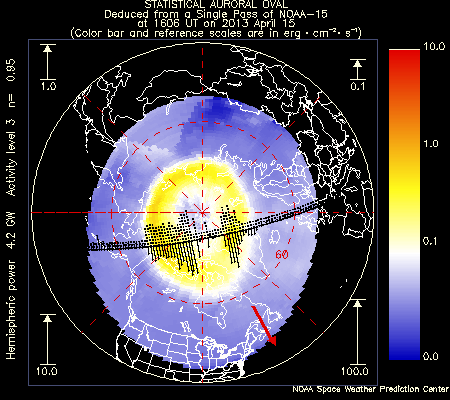 STATISTICAL AURORAL OVAL
Deduced from a Single Pass of NOAA-15
at 1606 UT on 2013 April 15
(Color bar and reference scales are in erg · cm⁻² · s⁻¹)
1.0
0.1
10.0
100.0
60
Hemispheric power 4.2 GW Activity level 3 n= 0.95
10.0
1.0
0.1
0.0
NOAA Space Weather Prediction Center